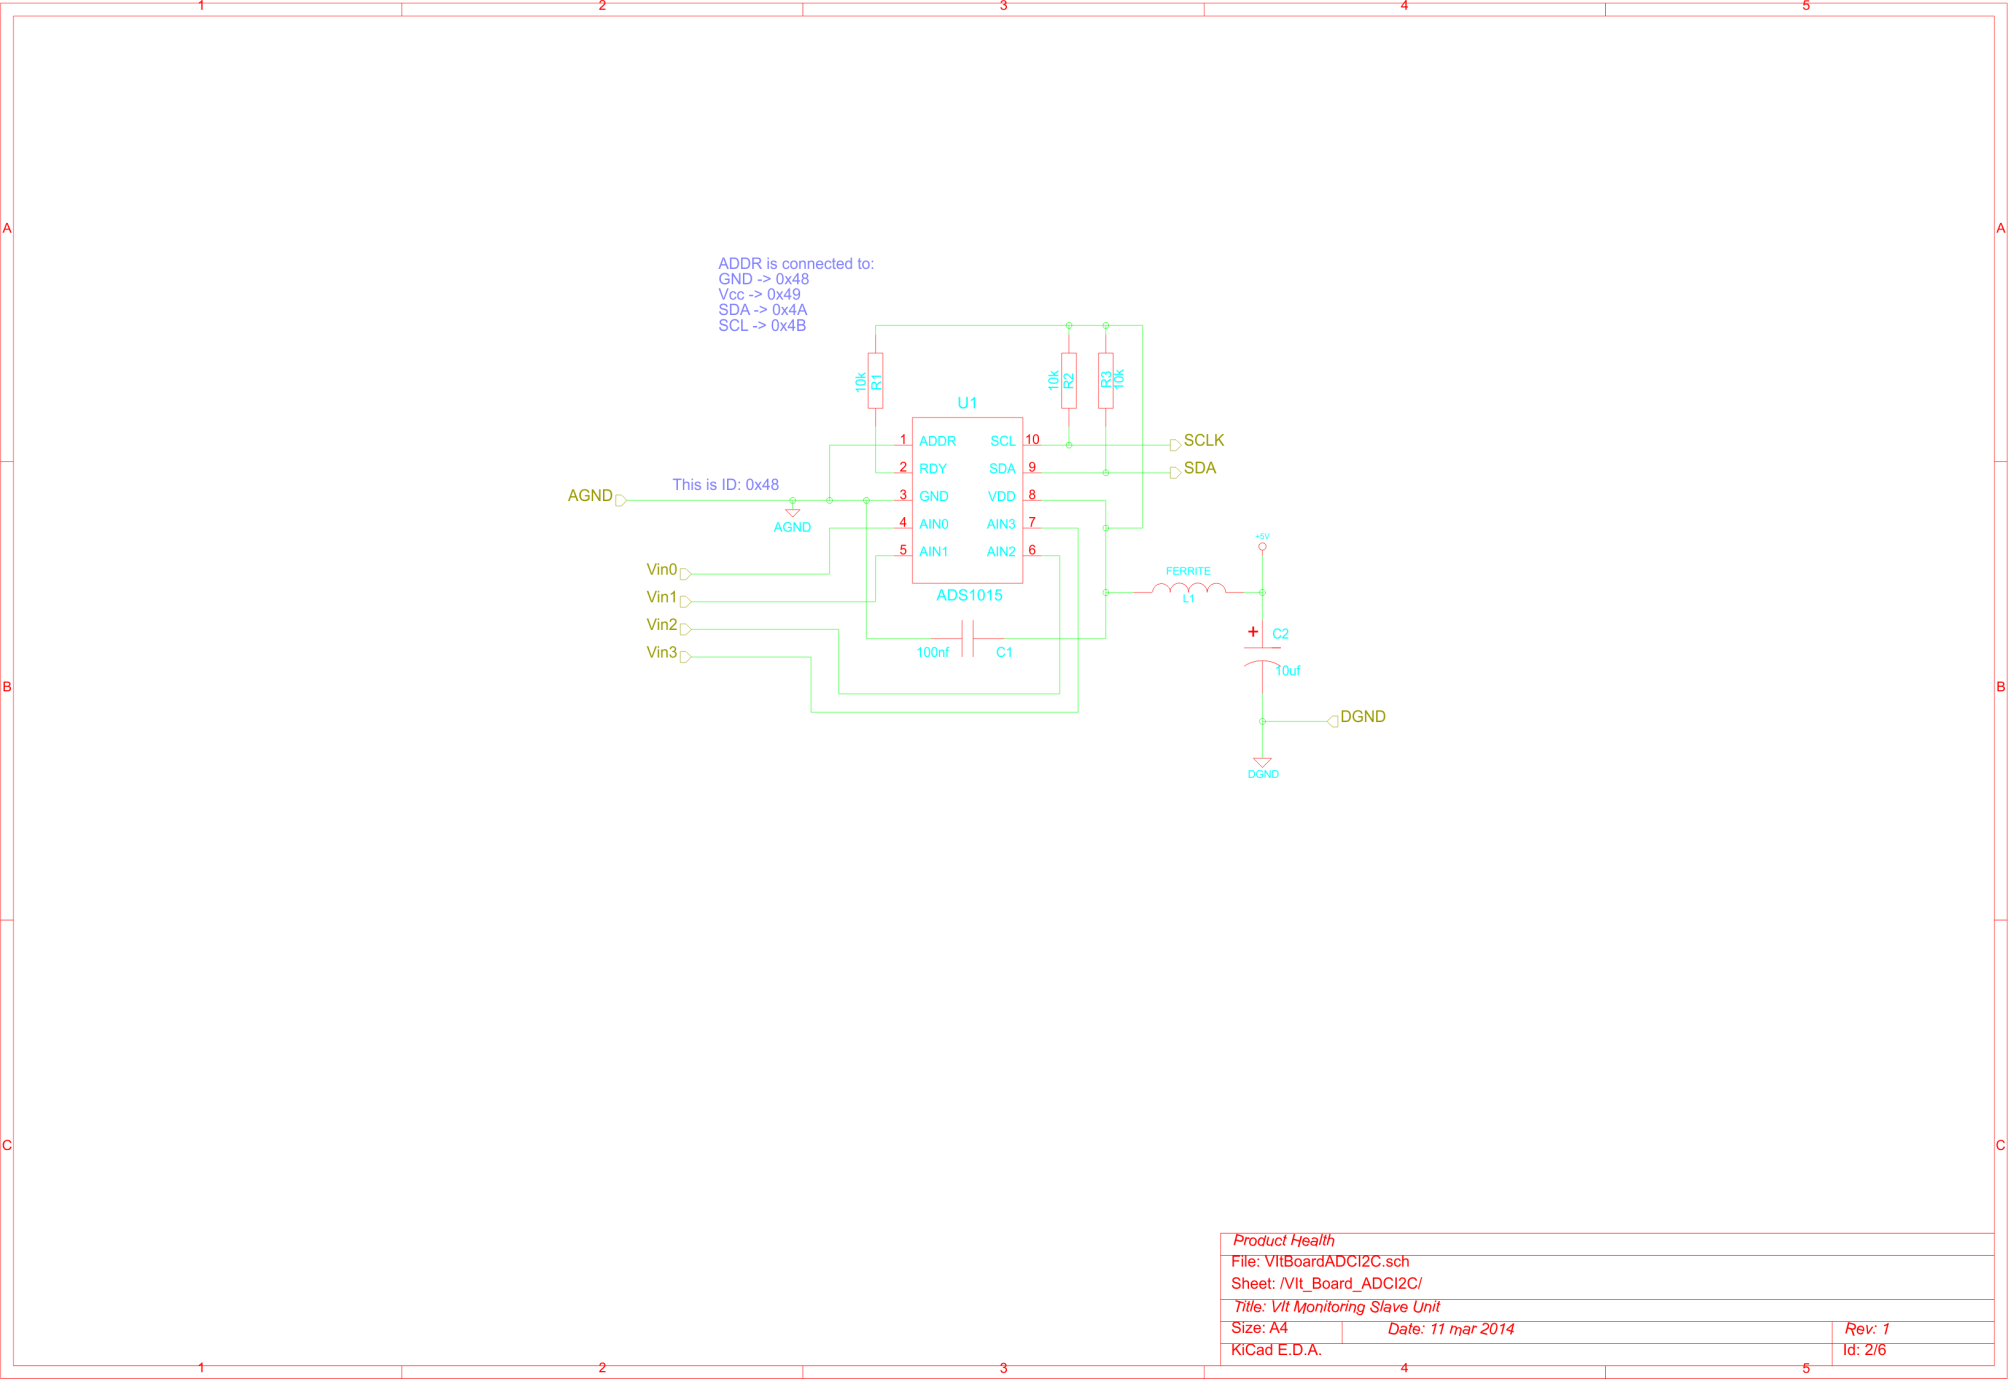 1 2 3 4 5
A A
ADDR is connected to:
GND -> 0x48
Vcc -> 0x49
SDA -> 0x4A
SCL -> 0x4B
10k R1
10k R2
R3 10k
U1
1 ADDR SCL 10
2 RDY SDA 9
3 GND VDD 8
4 AIN0 AIN3 7
5 AIN1 AIN2 6
ADS1015
SCLK
SDA
This is ID: 0x48
AGND
AGND
Vin0
Vin1
Vin2
Vin3
100nf C1
+5V
FERRITE
L1
+ C2
10uf
DGND
DGND
B B
C C
Product Health
File: VItBoardADCI2C.sch
Sheet: /VIt_Board_ADCI2C/
Title: VIt Monitoring Slave Unit
Size: A4 Date: 11 mar 2014 Rev: 1
KiCad E.D.A. Id: 2/6
1 2 3 4 5